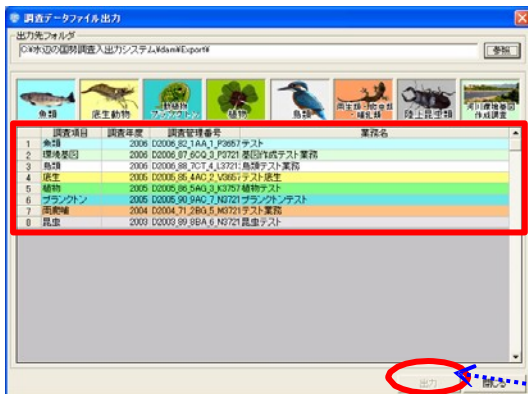 調査データファイル出力
出力先フォルダ
C:¥水辺の国勢調査入出力システム¥dam¥Export¥
参照
魚類
底生動物
動植物プランクトン
植物
鳥類
両生類・爬虫類・哺乳類
陸上昆虫類
河川環境基図作成調査
調査項目 調査年度 調査管理番号 業務名
1 魚類 2006 D2006_82_1AA_1_P3657 テスト
2 環境基図 2006 D2006_87_6CO_3_P3721 基図作成テスト業務
3 鳥類 2006 D2006_88_7CT_4_L3721 鳥類テスト業務
4 底生 2005 D2005_85_4AC_2_V3657 テスト底生
5 植物 2005 D2005_86_5AG_3_K3757 植物テスト
6 プランクトン 2005 D2005_90_9AO_7_N3721 プランクトンテスト
7 両爬哺 2004 D2004_71_2BG_5_M3721 テスト業務
8 昆虫 2003 D2003_89_8BA_6_N3721 昆虫テスト
出力
閉じる